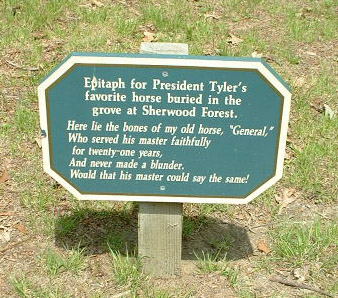 Epitaph for President Tyler's
favorite horse buried in the
grove at Sherwood Forest.
Here lie the bones of my old horse, "General,"
Who served his master faithfully
for twenty-one years,
And never made a blunder.
Would that his master could say the same!